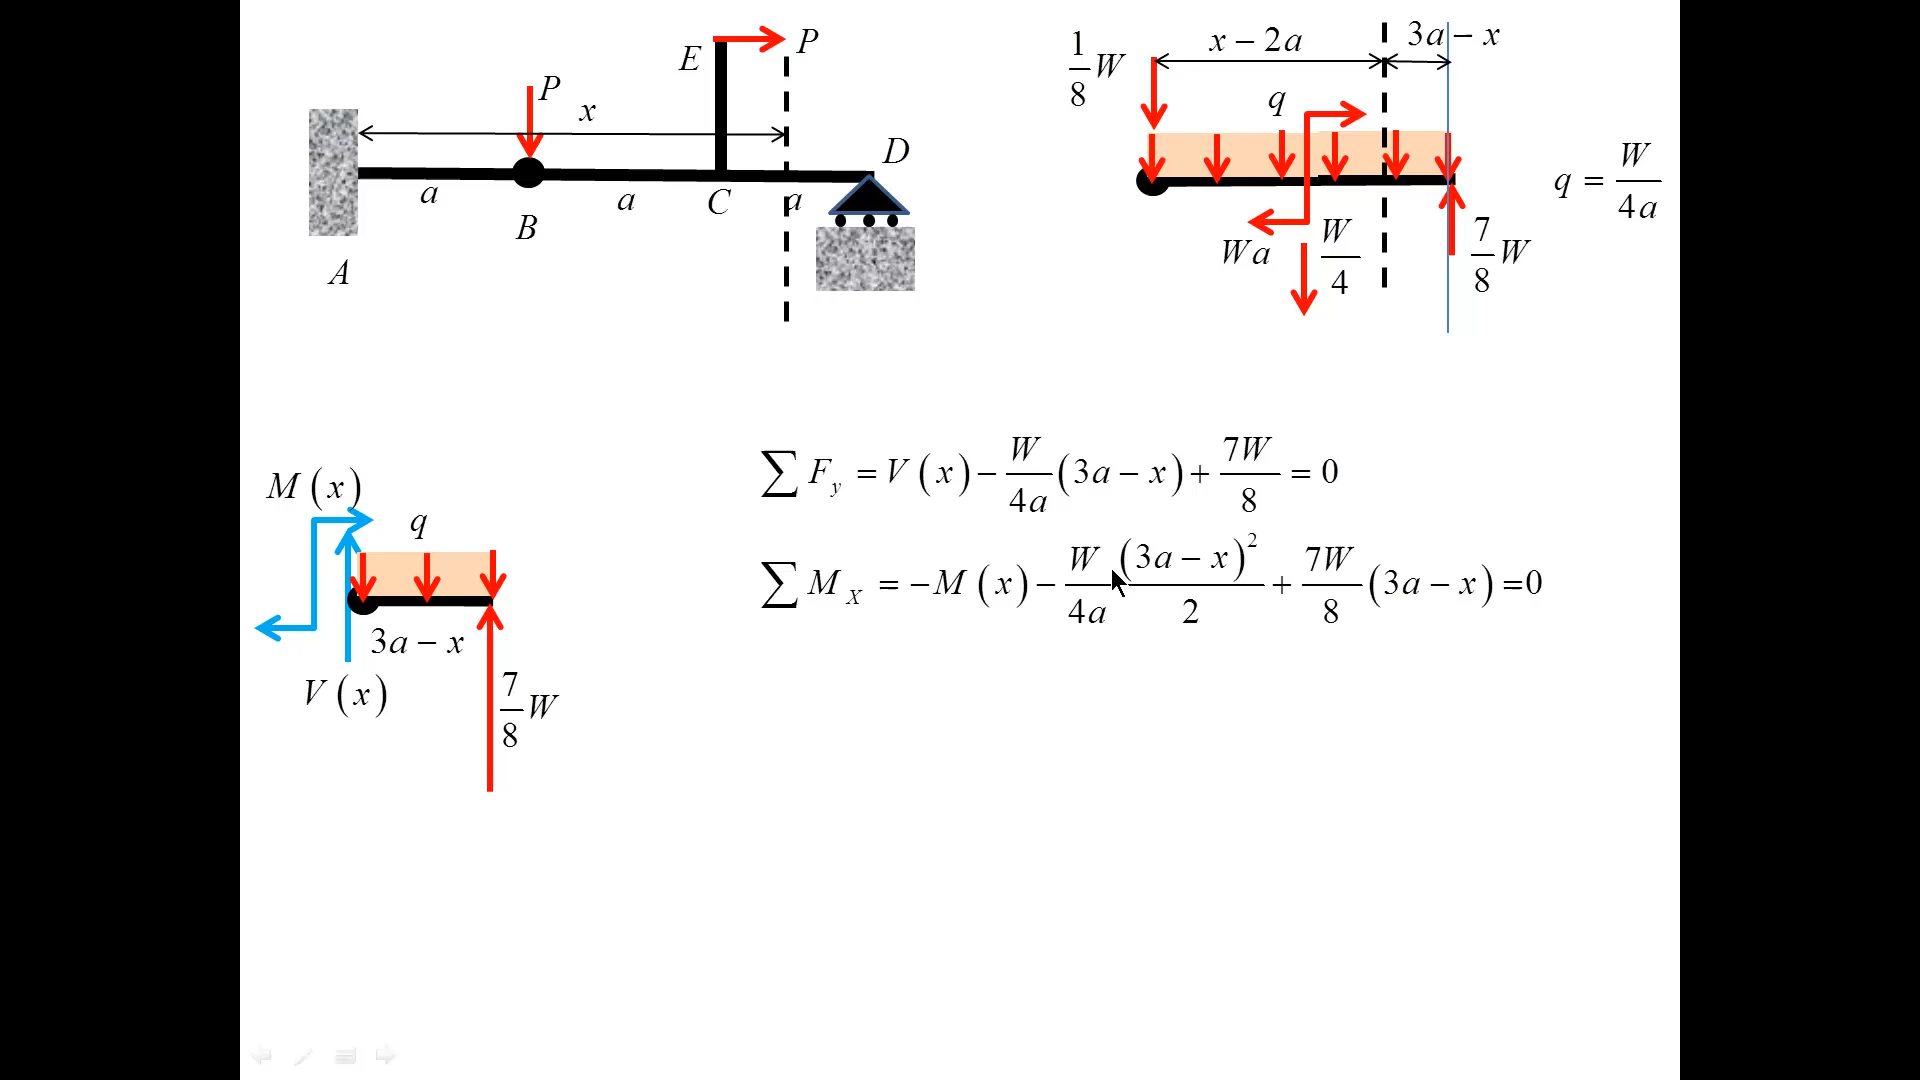 E
P
P
x
D
a
B
a
C
a
A
1/8 W
x − 2a
3a − x
q
q = W/4a
Wa
W/4
7/8 W
M(x)
q
3a − x
V(x)
7/8 W
∑ F_y = V(x) − W/4a (3a − x) + 7W/8 = 0
∑ M_X = −M(x) − W/4a (3a − x)²/2 + 7W/8 (3a − x) = 0